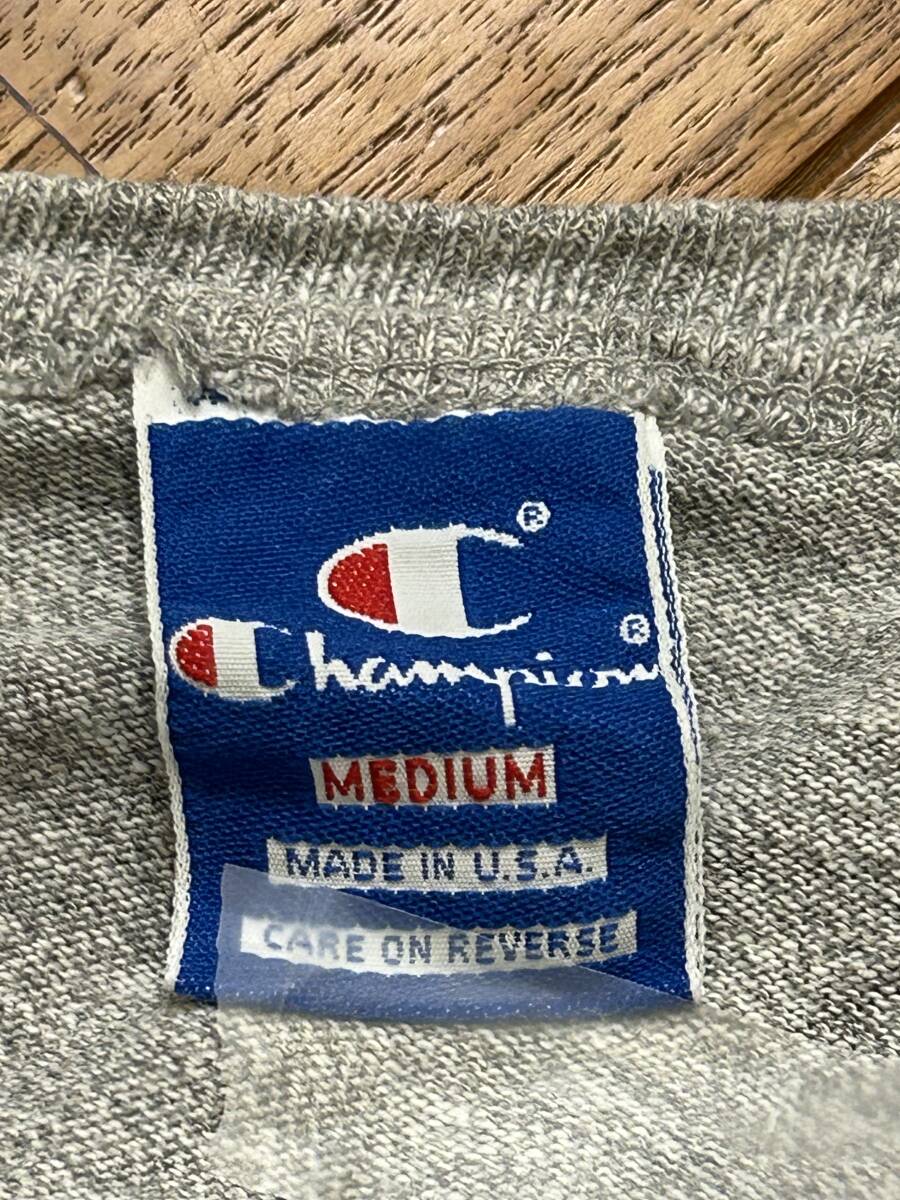 C®
Champion®
MEDIUM
MADE IN U.S.A.
CARE ON REVERSE